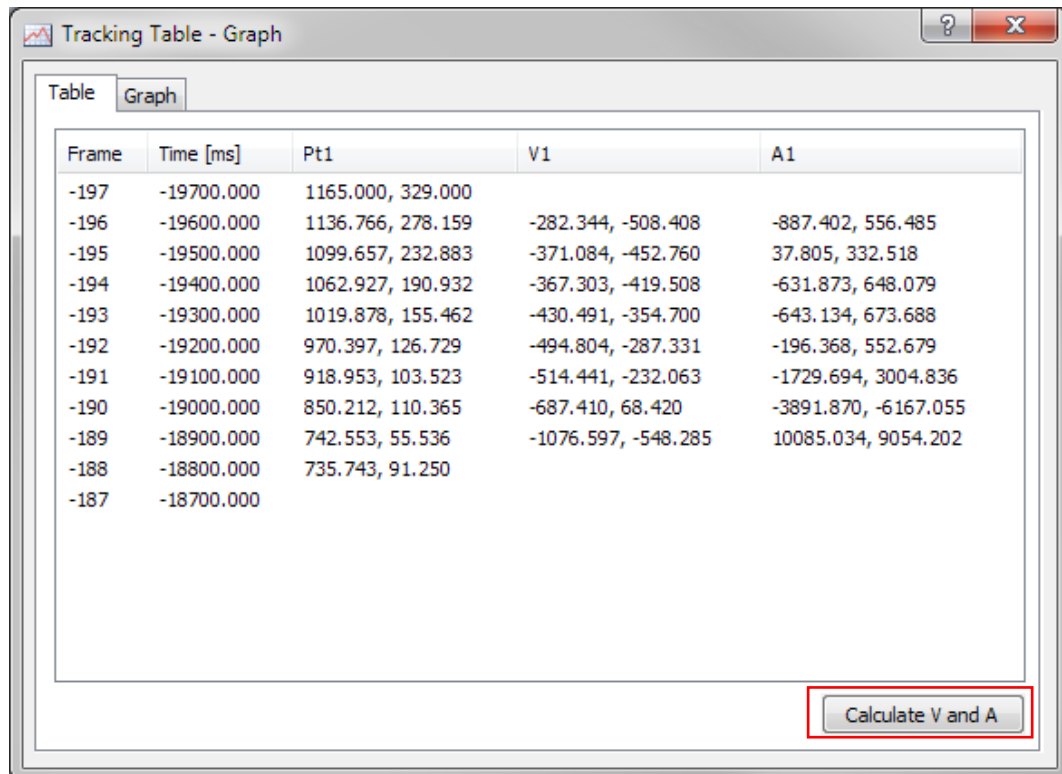 Tracking Table - Graph
Table Graph
Frame Time [ms] Pt1 V1 A1
-197 -19700.000 1165.000, 329.000
-196 -19600.000 1136.766, 278.159 -282.344, -508.408 -887.402, 556.485
-195 -19500.000 1099.657, 232.883 -371.084, -452.760 37.805, 332.518
-194 -19400.000 1062.927, 190.932 -367.303, -419.508 -631.873, 648.079
-193 -19300.000 1019.878, 155.462 -430.491, -354.700 -643.134, 673.688
-192 -19200.000 970.397, 126.729 -494.804, -287.331 -196.368, 552.679
-191 -19100.000 918.953, 103.523 -514.441, -232.063 -1729.694, 3004.836
-190 -19000.000 850.212, 110.365 -687.410, 68.420 -3891.870, -6167.055
-189 -18900.000 742.553, 55.536 -1076.597, -548.285 10085.034, 9054.202
-188 -18800.000 735.743, 91.250
-187 -18700.000
Calculate V and A